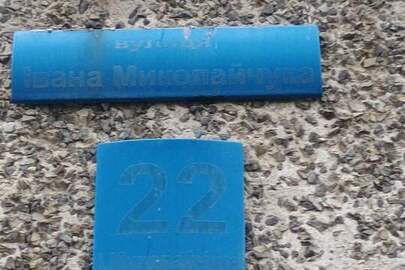 вулиця
Івана Миколайчука
22